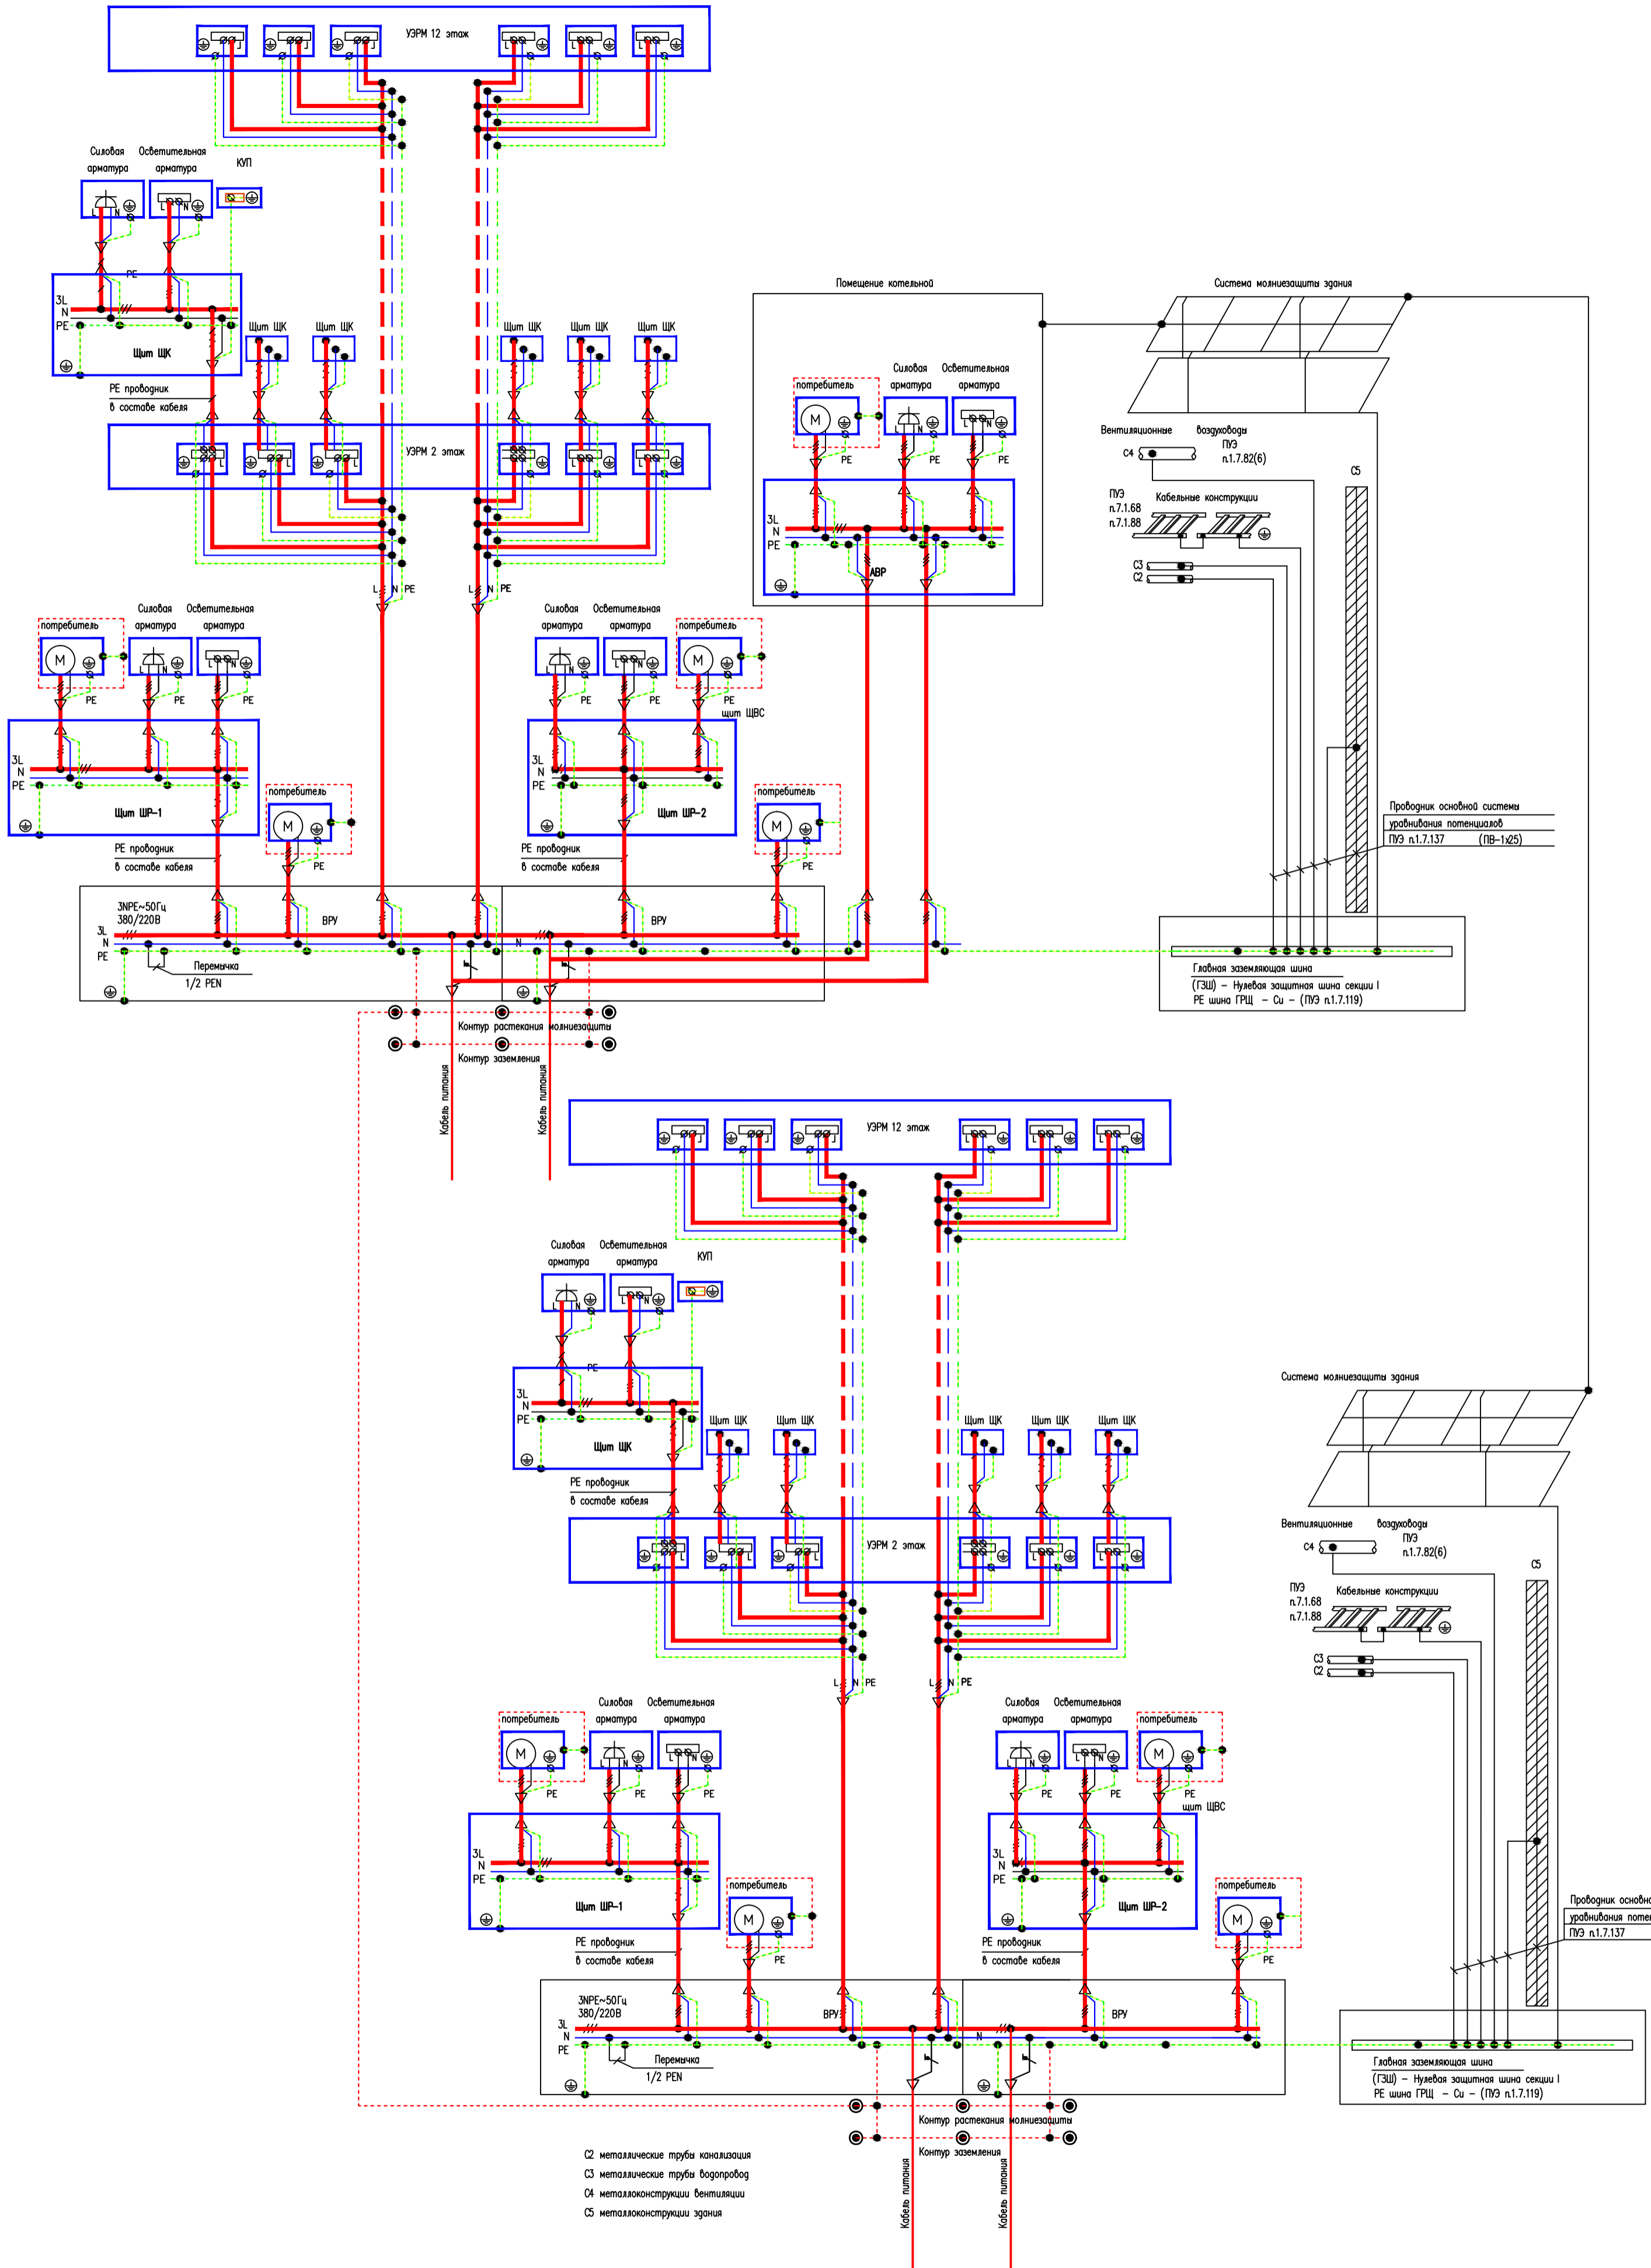 УЭРМ 12 этаж
Силовая
арматура
Осветительная
арматура
КУП
L N
L N
PE
3L
N
PE
Щит ЩК
PE проводник
в составе кабеля
Щит ЩК
Щит ЩК
Щит ЩК
Щит ЩК
Щит ЩК
УЭРМ 2 этаж
L N PE
L N PE
Помещение котельной
потребитель
Силовая
арматура
Осветительная
арматура
M
L N
L N
PE
PE
PE
3L
N
PE
АВР
Система молниезащиты здания
Вентиляционные воздуховоды
ПУЭ
п.1.7.82(6)
С4
С5
ПУЭ
п.7.1.68
п.7.1.88
Кабельные конструкции
С3
С2
Проводник основной системы
уравнивания потенциалов
ПУЭ п.1.7.137 (ПВ-1х25)
потребитель
Силовая
арматура
Осветительная
арматура
M
L N
L N
PE
PE
PE
3L
N
PE
Щит ШР-1
PE проводник
в составе кабеля
потребитель
M
PE
Силовая
арматура
Осветительная
арматура
потребитель
L N
L N
M
PE
PE
PE
щит ЩВС
3L
N
PE
Щит ШР-2
PE проводник
в составе кабеля
потребитель
M
PE
3NPE~50Гц
380/220В
ВРУ
ВРУ
3L
N
PE
N
Перемычка
1/2 PEN
Главная заземляющая шина
(ГЗШ) - Нулевая защитная шина секции I
РЕ шина ГРЩ - Cu - (ПУЭ п.1.7.119)
Контур растекания молниезащиты
Контур заземления
Кабель питания
Кабель питания
УЭРМ 12 этаж
Силовая
арматура
Осветительная
арматура
КУП
L N
L N
PE
3L
N
PE
Щит ЩК
PE проводник
в составе кабеля
Щит ЩК
Щит ЩК
Щит ЩК
Щит ЩК
Щит ЩК
УЭРМ 2 этаж
L N PE
L N PE
Система молниезащиты здания
Вентиляционные воздуховоды
ПУЭ
п.1.7.82(6)
С4
С5
ПУЭ
п.7.1.68
п.7.1.88
Кабельные конструкции
С3
С2
Проводник основно
уравнивания потен
ПУЭ п.1.7.137
потребитель
Силовая
арматура
Осветительная
арматура
M
L N
L N
PE
PE
PE
3L
N
PE
Щит ШР-1
PE проводник
в составе кабеля
потребитель
M
PE
Силовая
арматура
Осветительная
арматура
потребитель
L N
L N
M
PE
PE
PE
щит ЩВС
3L
N
PE
Щит ШР-2
PE проводник
в составе кабеля
потребитель
M
PE
3NPE~50Гц
380/220В
ВРУ
ВРУ
3L
N
PE
N
Перемычка
1/2 PEN
Главная заземляющая шина
(ГЗШ) - Нулевая защитная шина секции I
РЕ шина ГРЩ - Cu - (ПУЭ п.1.7.119)
Контур растекания молниезащиты
Контур заземления
Кабель питания
Кабель питания
С2 металлические трубы канализация
С3 металлические трубы водопровод
С4 металлоконструкции вентиляции
С5 металлоконструкции здания